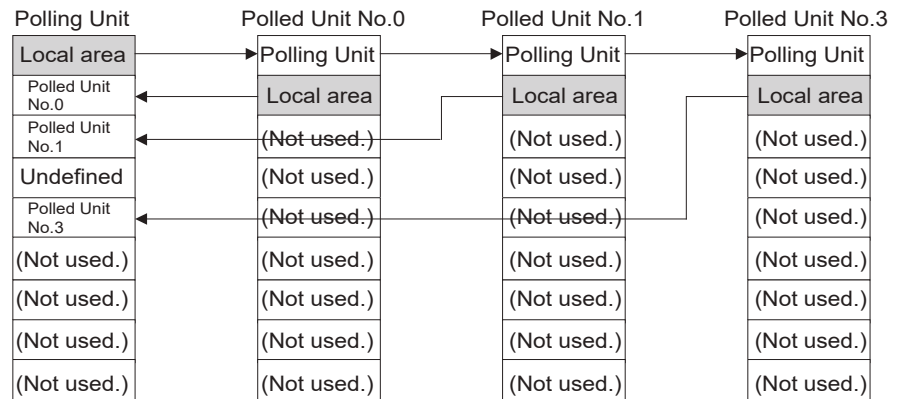 Polling Unit Polled Unit No.0 Polled Unit No.1 Polled Unit No.3
Local area Polling Unit Polling Unit Polling Unit
Polled Unit
No.0
Local area Local area Local area
Polled Unit
No.1
(Not used.) (Not used.) (Not used.)
Undefined (Not used.) (Not used.) (Not used.)
Polled Unit
No.3
(Not used.) (Not used.) (Not used.)
(Not used.) (Not used.) (Not used.) (Not used.)
(Not used.) (Not used.) (Not used.) (Not used.)
(Not used.) (Not used.) (Not used.) (Not used.)
(Not used.) (Not used.) (Not used.) (Not used.)